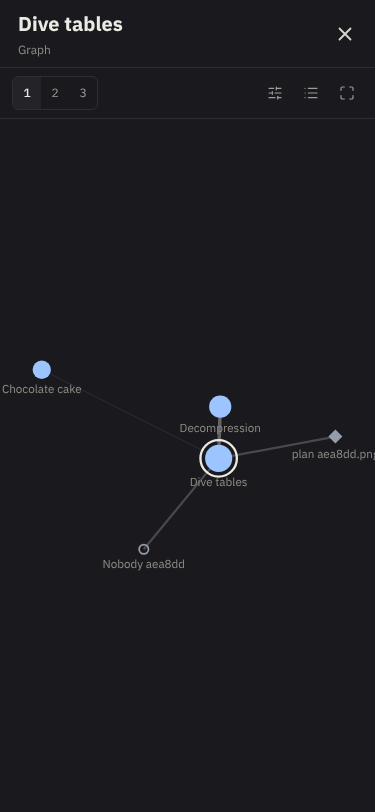 Dive tables
Graph
1 2 3
Chocolate cake
Decompression
plan aea8dd.png
Dive tables
Nobody aea8dd